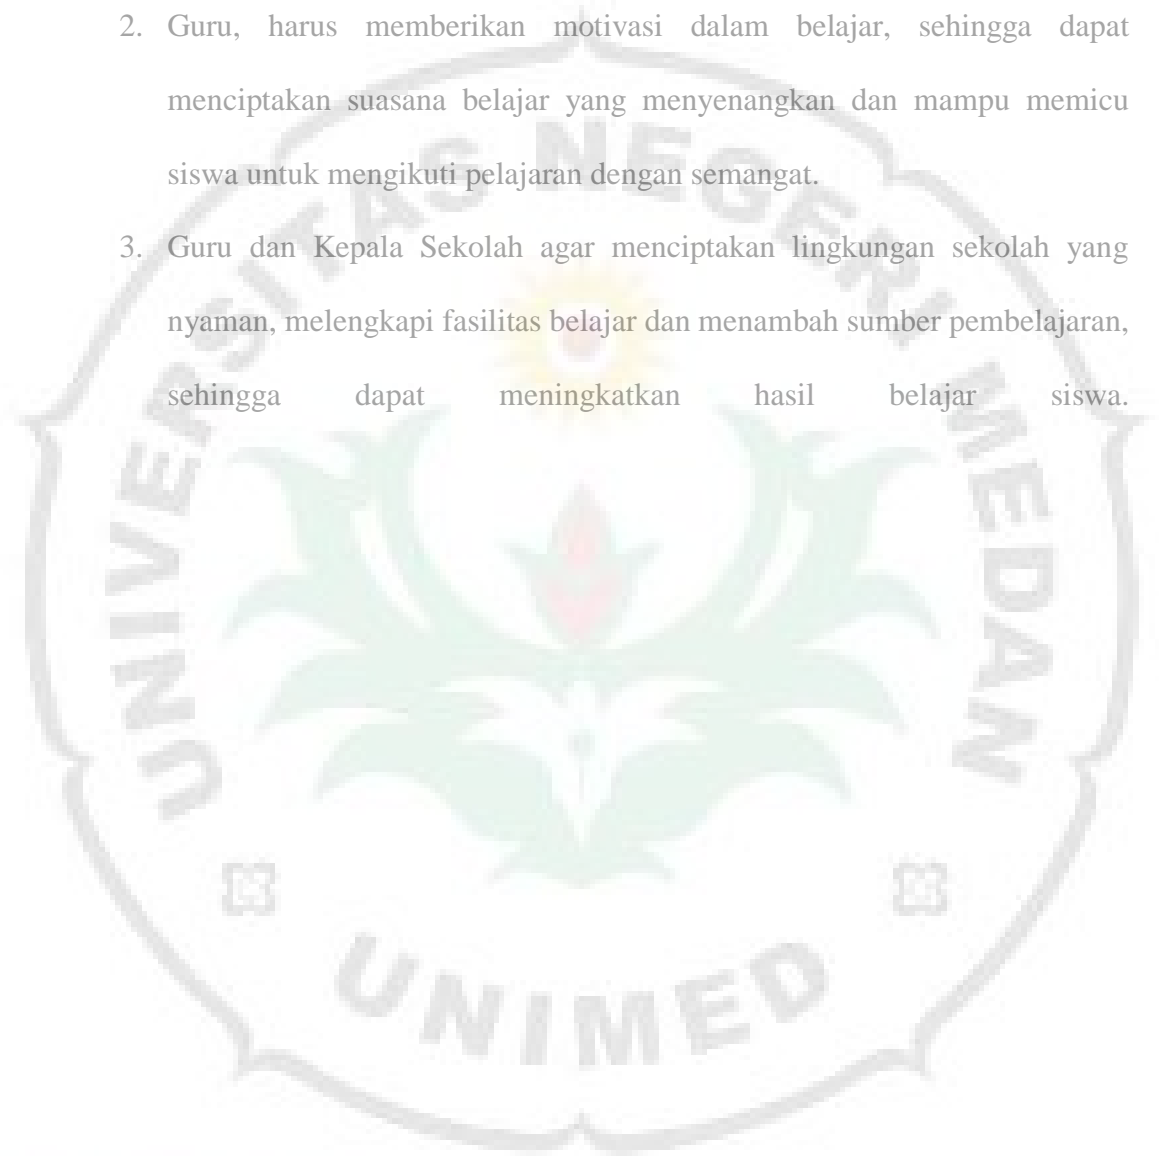 2. Guru, harus memberikan motivasi dalam belajar, sehingga dapat
menciptakan suasana belajar yang menyenangkan dan mampu memicu
siswa untuk mengikuti pelajaran dengan semangat.
3. Guru dan Kepala Sekolah agar menciptakan lingkungan sekolah yang
nyaman, melengkapi fasilitas belajar dan menambah sumber pembelajaran,
sehingga dapat meningkatkan hasil belajar siswa.
UNIVERSITAS NEGERI MEDAN
UNIMED